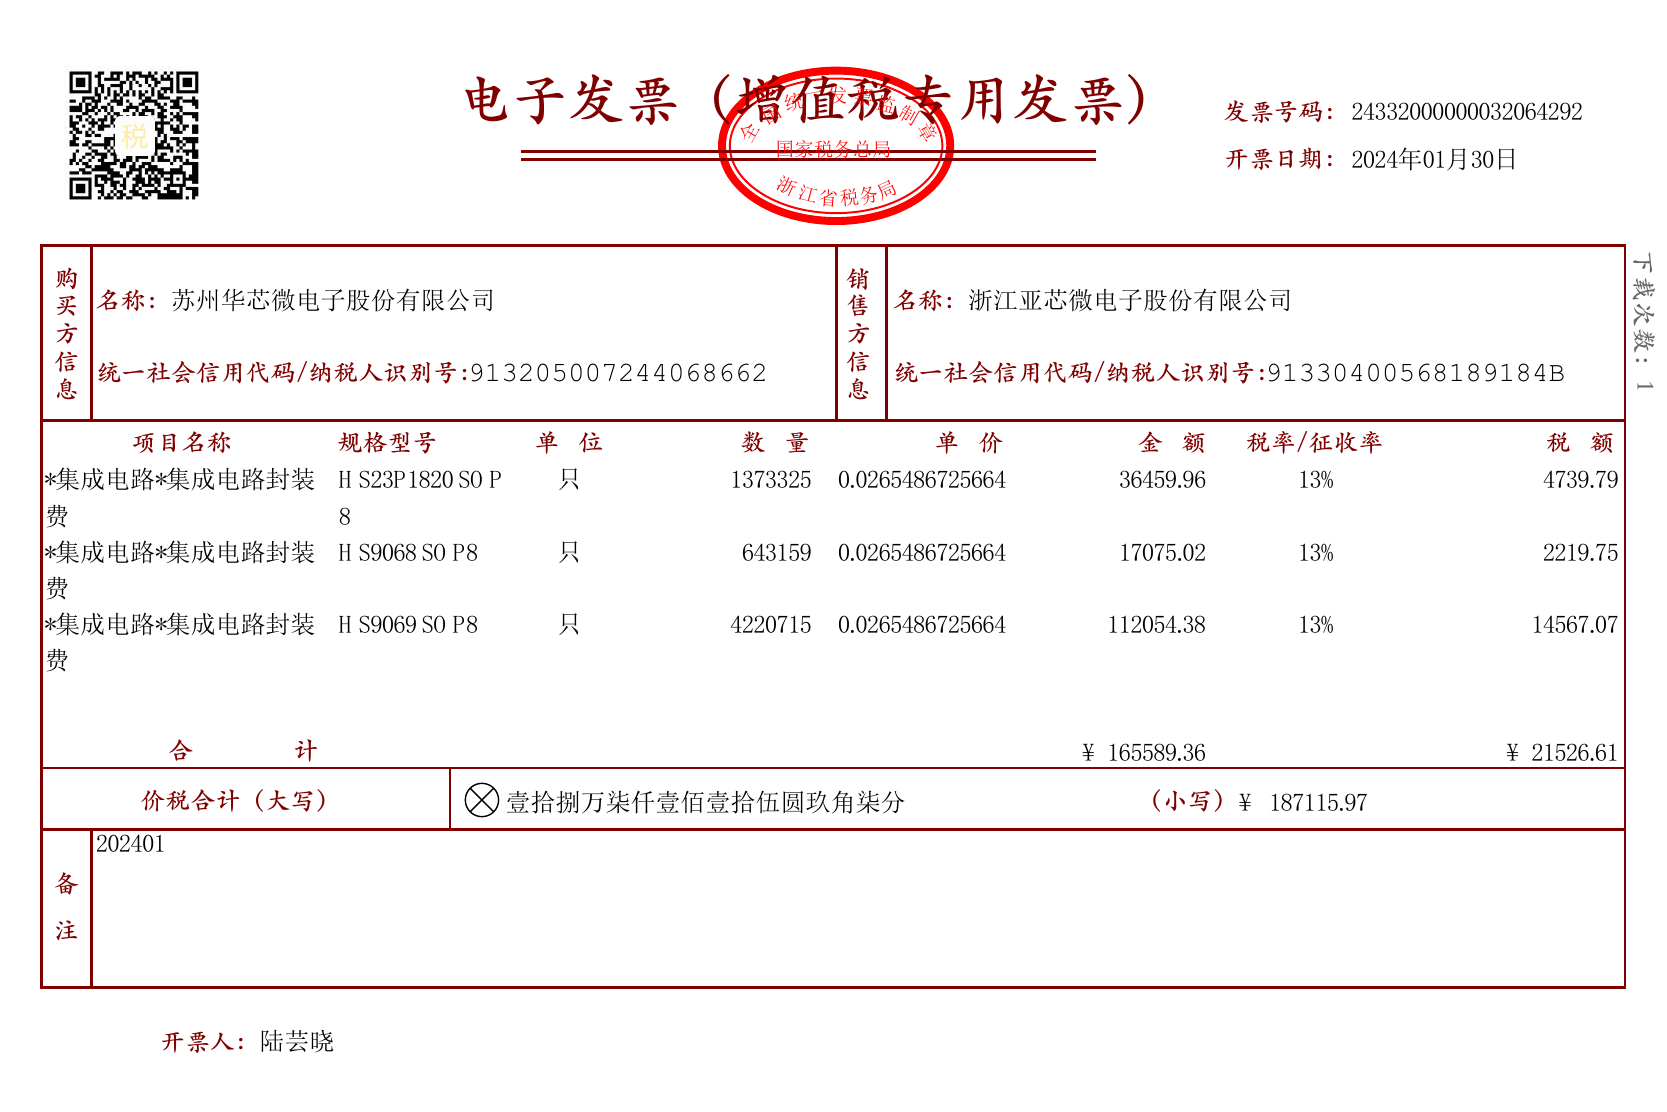 电子发票（增值税专用发票）
全国统一发票监制章
国家税务总局
浙江省税务局
税
发票号码：24332000000032064292
开票日期：2024年01月30日
购买方信息
名称：苏州华芯微电子股份有限公司
统一社会信用代码/纳税人识别号:913205007244068662
销售方信息
名称：浙江亚芯微电子股份有限公司
统一社会信用代码/纳税人识别号:91330400568189184B
下载次数：1
项目名称 规格型号 单位 数量 单价 金额 税率/征收率 税额
*集成电路*集成电路封装 HS23P1820 SOP 只 1373325 0.0265486725664 36459.96 13% 4739.79
费 8
*集成电路*集成电路封装 HS9068 SOP8 只 643159 0.0265486725664 17075.02 13% 2219.75
费
*集成电路*集成电路封装 HS9069 SOP8 只 4220715 0.0265486725664 112054.38 13% 14567.07
费
合计 ¥ 165589.36 ¥ 21526.61
价税合计（大写） 壹拾捌万柒仟壹佰壹拾伍圆玖角柒分 （小写）¥ 187115.97
备注
202401
开票人：陆芸晓